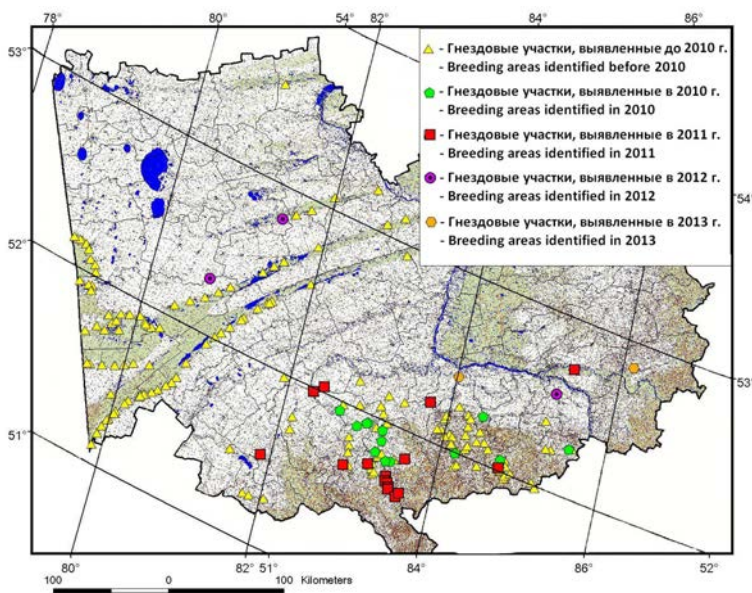 78°
80°
54°
82°
84°
86°
53°
52°
51°
54°
53°
- Гнездовые участки, выявленные до 2010 г.
- Breeding areas identified before 2010
- Гнездовые участки, выявленные в 2010 г.
- Breeding areas identified in 2010
- Гнездовые участки, выявленные в 2011 г.
- Breeding areas identified in 2011
- Гнездовые участки, выявленные в 2012 г.
- Breeding areas identified in 2012
- Гнездовые участки, выявленные в 2013 г.
- Breeding areas identified in 2013
80°
82°
51°
84°
86°
52°
100 0 100 Kilometers